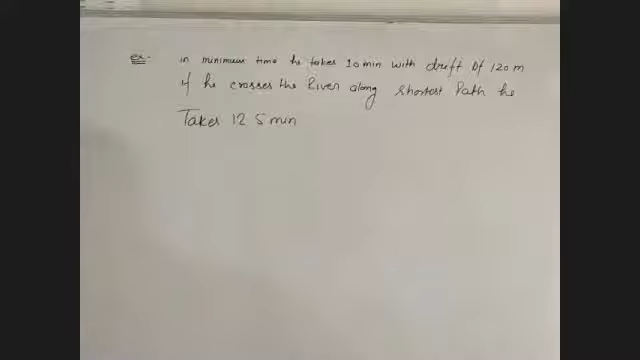 ex. in minimum time he takes 10 min with drift of 120 m
if he crosses the River along shortest Path he
Takes 12 5 min